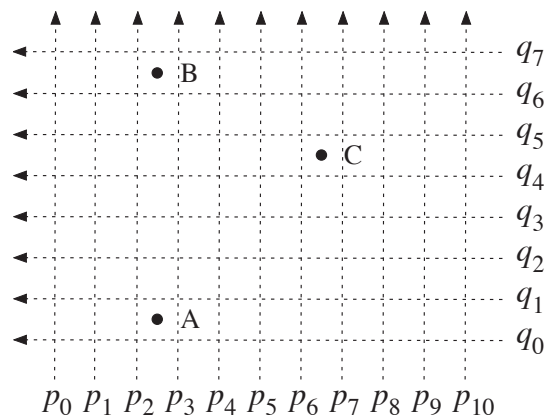 q₇
B
q₆
q₅
C
q₄
q₃
q₂
q₁
A
q₀
p₀ p₁ p₂ p₃ p₄ p₅ p₆ p₇ p₈ p₉ p₁₀